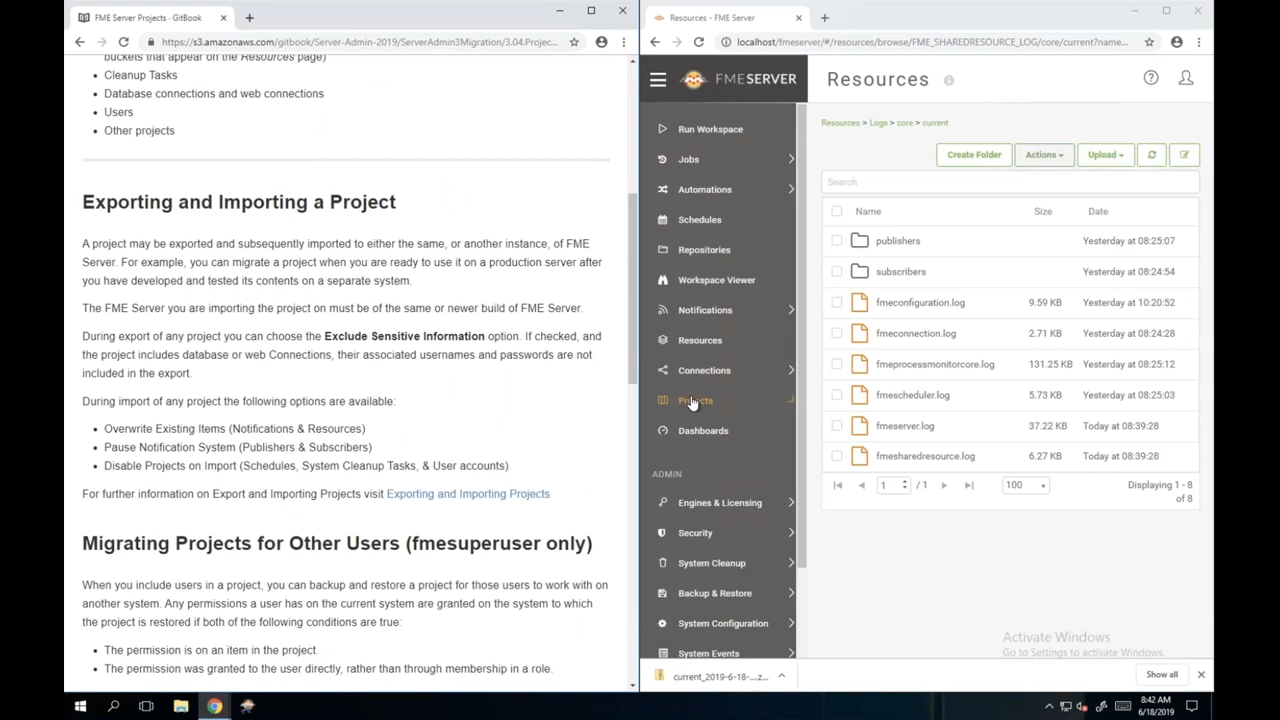 FME Server Projects · GitBook
https://s3.amazonaws.com/gitbook/Server-Admin-2019/ServerAdmin3Migration/3.04.Projec...
buckets that appear on the Resources page)
Cleanup Tasks
Database connections and web connections
Users
Other projects
Exporting and Importing a Project
A project may be exported and subsequently imported to either the same, or another instance, of FME
Server. For example, you can migrate a project when you are ready to use it on a production server after
you have developed and tested its contents on a separate system.
The FME Server you are importing the project on must be of the same or newer build of FME Server.
During export of any project you can choose the Exclude Sensitive Information option. If checked, and
the project includes database or web Connections, their associated usernames and passwords are not
included in the export.
During import of any project the following options are available:
Overwrite Existing Items (Notifications & Resources)
Pause Notification System (Publishers & Subscribers)
Disable Projects on Import (Schedules, System Cleanup Tasks, & User accounts)
For further information on Export and Importing Projects visit Exporting and Importing Projects
Migrating Projects for Other Users (fmesuperuser only)
When you include users in a project, you can backup and restore a project for those users to work with on
another system. Any permissions a user has on the current system are granted on the system to which
the project is restored if both of the following conditions are true:
The permission is on an item in the project.
The permission was granted to the user directly, rather than through membership in a role.
Resources - FME Server
localhost/fmeserver/#/resources/browse/FME_SHAREDRESOURCE_LOG/core/current?name...
FMESERVER
Run Workspace
Jobs
Automations
Schedules
Repositories
Workspace Viewer
Notifications
Resources
Connections
Projects
Dashboards
ADMIN
Engines & Licensing
Security
System Cleanup
Backup & Restore
System Configuration
System Events
Resources
Resources > Logs > core > current
Create Folder Actions Upload
Search
Name Size Date
publishers Yesterday at 08:25:07
subscribers Yesterday at 08:24:54
fmeconfiguration.log 9.59 KB Yesterday at 10:20:52
fmeconnection.log 2.71 KB Yesterday at 08:24:28
fmeprocessmonitorcore.log 131.25 KB Yesterday at 08:25:12
fmescheduler.log 5.73 KB Yesterday at 08:25:03
fmeserver.log 37.22 KB Today at 08:39:28
fmesharedresource.log 6.27 KB Today at 08:39:28
1 / 1 100 Displaying 1 - 8
of 8
Activate Windows
Go to Settings to activate Windows.
current_2019-6-18-....z...
Show all
8:42 AM
6/18/2019